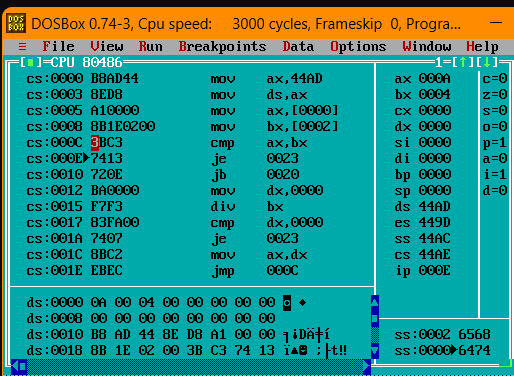 DOSBox 0.74-3, Cpu speed: 3000 cycles, Frameskip 0, Progra...
≡ File View Run Breakpoints Data Options Window Help
[■]=CPU 80486 1=[↑][↓]
cs:0000 B8AD44 mov ax,44AD ax 000A c=0
cs:0003 8ED8 mov ds,ax bx 0004 z=0
cs:0005 A10000 mov ax,[0000] cx 0000 s=0
cs:0008 8B1E0200 mov bx,[0002] dx 0000 o=0
cs:000C 3BC3 cmp ax,bx si 0000 p=1
cs:000E▶7413 je 0023 di 0000 a=0
cs:0010 720E jb 0020 bp 0000 i=1
cs:0012 BA0000 mov dx,0000 sp 0000 d=0
cs:0015 F7F3 div bx ds 44AD
cs:0017 83FA00 cmp dx,0000 es 449D
cs:001A 7407 je 0023 ss 44AC
cs:001C 8BC2 mov ax,dx cs 44AE
cs:001E EBEC jmp 000C ip 000E
ds:0000 0A 00 04 00 00 00 00 00 ◙ ♦
ds:0008 00 00 00 00 00 00 00 00
ds:0010 B8 AD 44 8E D8 A1 00 00 ╕¡DÄ╪í ss:0002 6568
ds:0018 8B 1E 02 00 3B C3 74 13 ï▲☻ ;├t‼ ss:0000▶6474